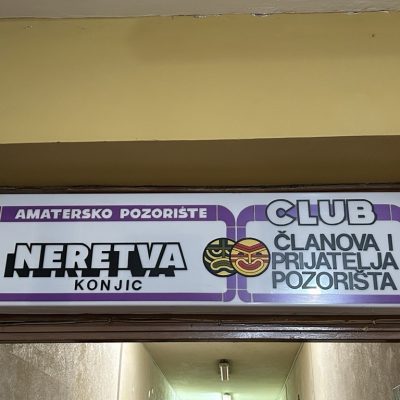 AMATERSKO POZORIŠTE
NERETVA
KONJIC
CLUB
ČLANOVA I
PRIJATELJA
POZORIŠTA